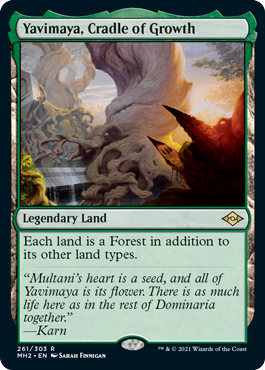 Yavimaya, Cradle of Growth
Legendary Land
Each land is a Forest in addition to
its other land types.
“Multani’s heart is a seed, and all of
Yavimaya is its flower. There is as much
life here as in the rest of Dominaria
together.”
—Karn
261/303 R
MH2 • EN SARAH FINNIGAN
™ & © 2021 Wizards of the Coast